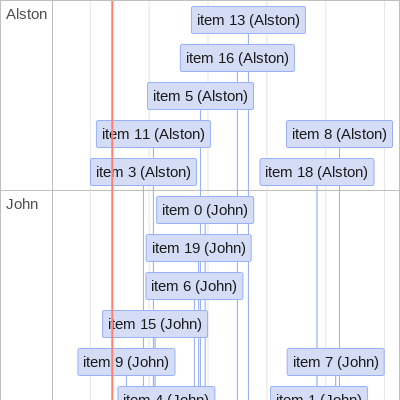 Alston
item 13 (Alston)
item 16 (Alston)
item 5 (Alston)
item 11 (Alston)
item 8 (Alston)
item 3 (Alston)
item 18 (Alston)
John
item 0 (John)
item 19 (John)
item 6 (John)
item 15 (John)
item 9 (John)
item 7 (John)
item 4 (John)
item 1 (John)